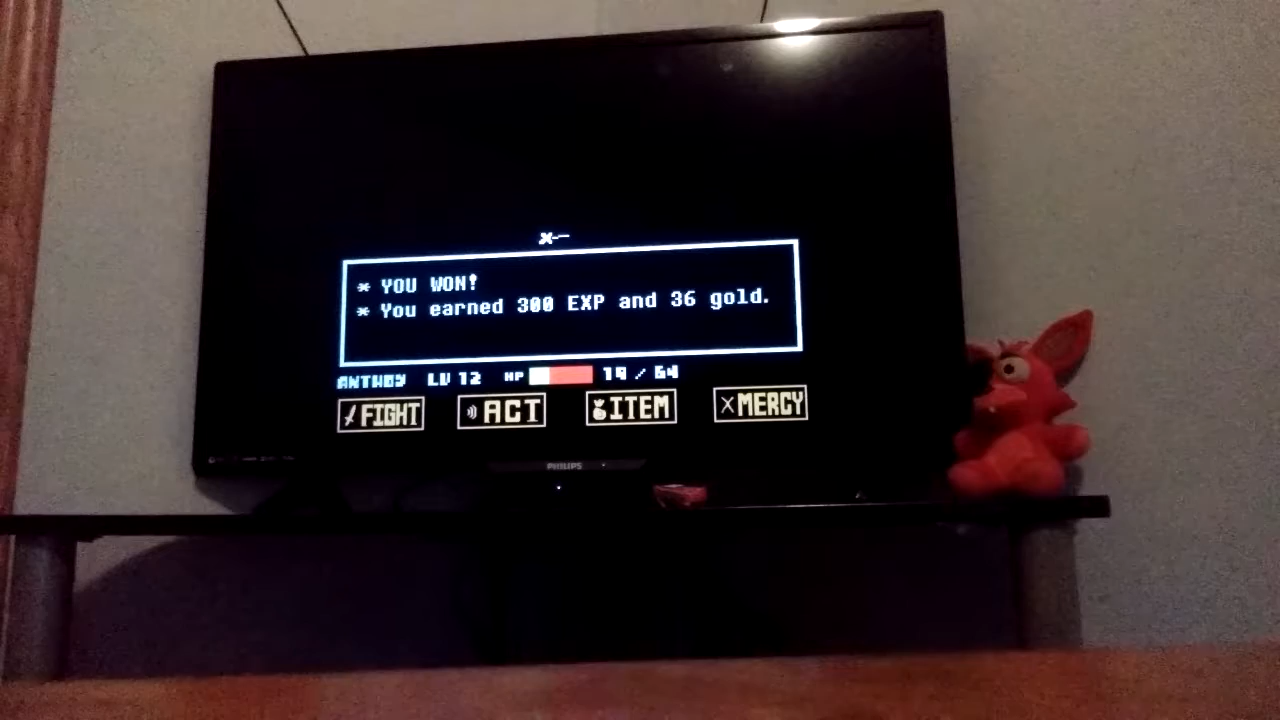 * YOU WON!
* You earned 300 EXP and 36 gold.
LV 12 HP 19 / 64
FIGHT ACT ITEM MERCY
PHILIPS